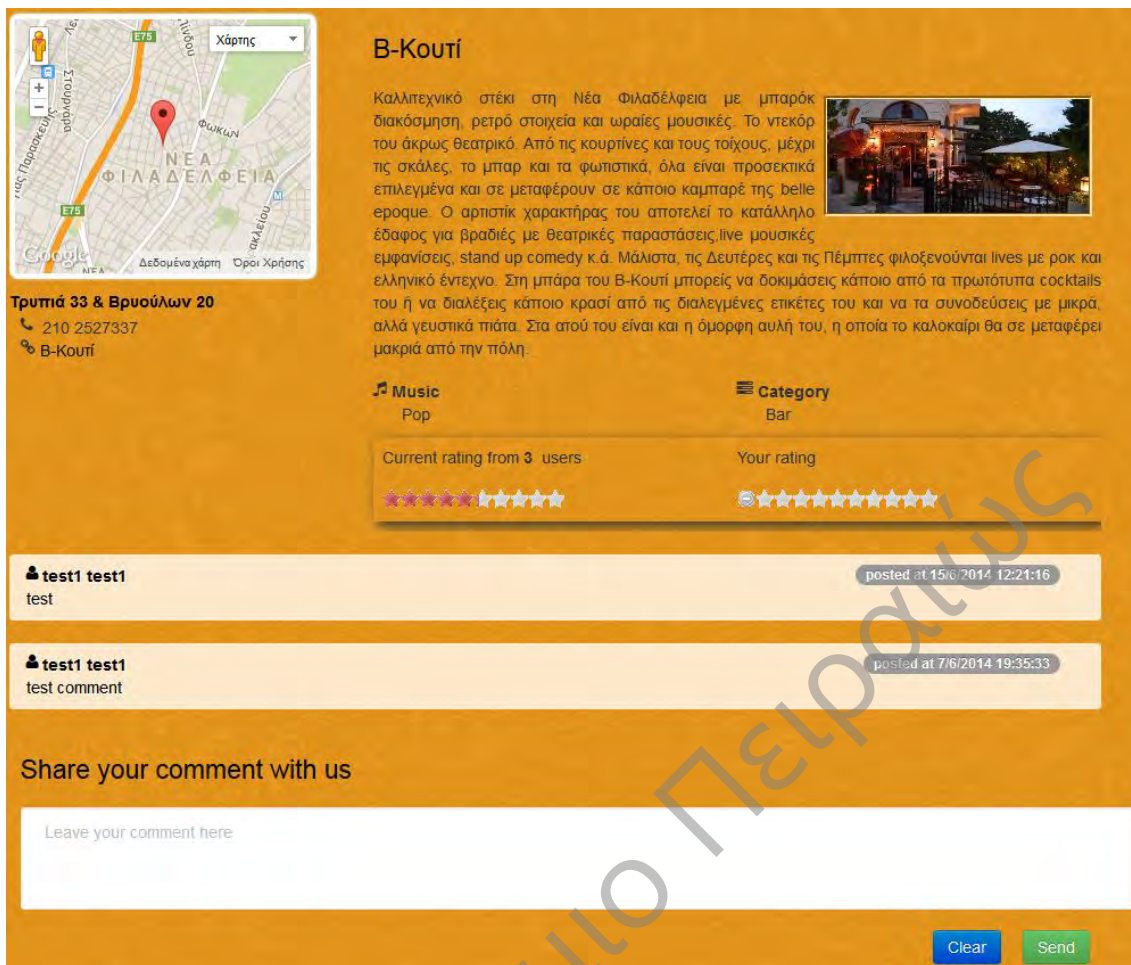 Χάρτης
E75
Στουρνάρα
Φωκών
ΝΕΑ
ΦΙΛΑΔΕΛΦΕΙΑ
E75
Google
Δεδομένα χάρτη Όροι Χρήσης
Τρυπιά 33 & Βρυούλων 20
210 2527337
Β-Κουτί
Β-Κουτί
Καλλιτεχνικό στέκι στη Νέα Φιλαδέλφεια με μπαρόκ
διακόσμηση, ρετρό στοιχεία και ωραίες μουσικές. Το ντεκόρ
του άκρως θεατρικό. Από τις κουρτίνες και τους τοίχους, μέχρι
τις σκάλες, το μπαρ και τα φωτιστικά, όλα είναι προσεκτικά
επιλεγμένα και σε μεταφέρουν σε κάποιο καμπαρέ της belle
epoque. Ο αρτιστίκ χαρακτήρας του αποτελεί το κατάλληλο
έδαφος για βραδιές με θεατρικές παραστάσεις,live μουσικές
εμφανίσεις, stand up comedy κ.ά. Μάλιστα, τις Δευτέρες και τις Πέμπτες φιλοξενούνται lives με ροκ και
ελληνικό έντεχνο. Στη μπάρα του Β-Κουτί μπορείς να δοκιμάσεις κάποιο από τα πρωτότυπα cocktails
του ή να διαλέξεις κάποιο κρασί από τις διαλεγμένες ετικέτες του και να τα συνοδεύσεις με μικρά,
αλλά γευστικά πιάτα. Στα ατού του είναι και η όμορφη αυλή του, η οποία το καλοκαίρι θα σε μεταφέρει
μακριά από την πόλη.
Music
Pop
Category
Bar
Current rating from 3 users
Your rating
test1 test1
posted at 15/6/2014 12:21:16
test
test1 test1
posted at 7/6/2014 19:35:33
test comment
Share your comment with us
Leave your comment here
Clear
Send
Πειραιώς